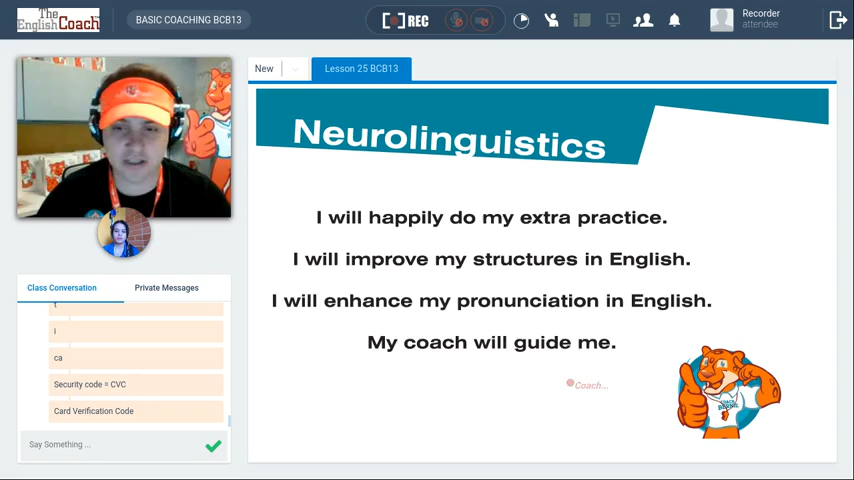 The
EnglishCoach
BASIC COACHING BCB13
REC
Recorder
attendee
New
Lesson 25 BCB13
Neurolinguistics
I will happily do my extra practice.
I will improve my structures in English.
I will enhance my pronunciation in English.
My coach will guide me.
Coach...
COACH
BERNIE
Class Conversation
Private Messages
i
ca
Security code = CVC
Card Verification Code
Say Something ...